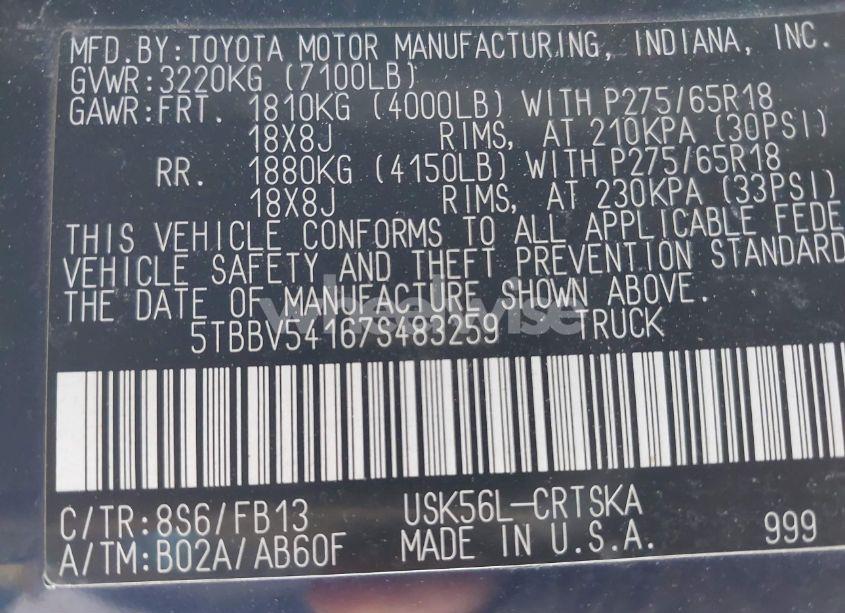 MFD.BY:TOYOTA MOTOR MANUFACTURING, INDIANA, INC.
GVWR:3220KG (7100LB)
GAWR:FRT. 1810KG (4000LB) WITH P275/65R18
18X8J RIMS, AT 210KPA (30PSI)
RR. 1880KG (4150LB) WITH P275/65R18
18X8J RIMS, AT 230KPA (33PSI)
THIS VEHICLE CONFORMS TO ALL APPLICABLE FEDE
VEHICLE SAFETY AND THEFT PREVENTION STANDARD
THE DATE OF MANUFACTURE SHOWN ABOVE.
wheelwise
5TBBV54167S483259 TRUCK
C/TR:8S6/FB13 USK56L-CRTSKA
A/TM:B02A/AB60F MADE IN U.S.A. 999